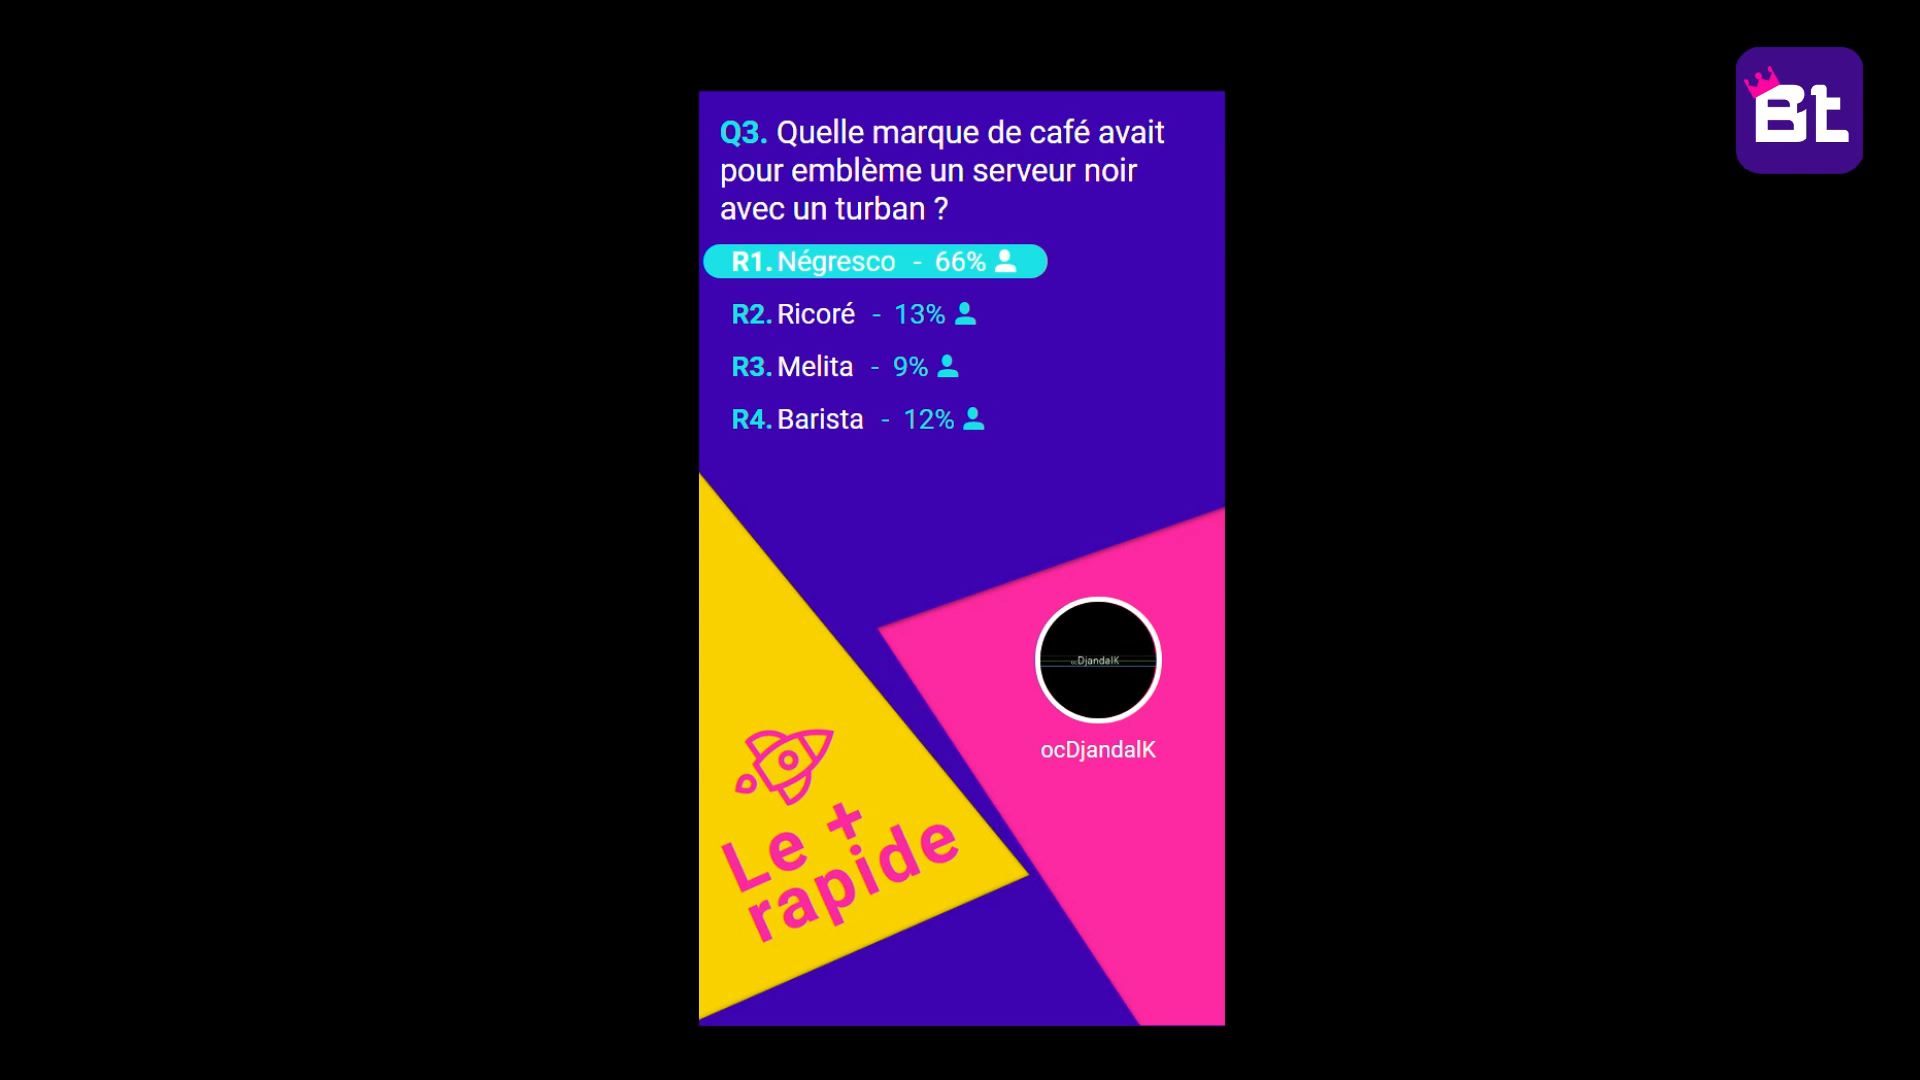 Bt
Q3. Quelle marque de café avait
pour emblème un serveur noir
avec un turban ?
R1. Négresco - 66%
R2. Ricoré - 13%
R3. Melita - 9%
R4. Barista - 12%
ocDjandalK
ocDjandalK
Le +
rapide